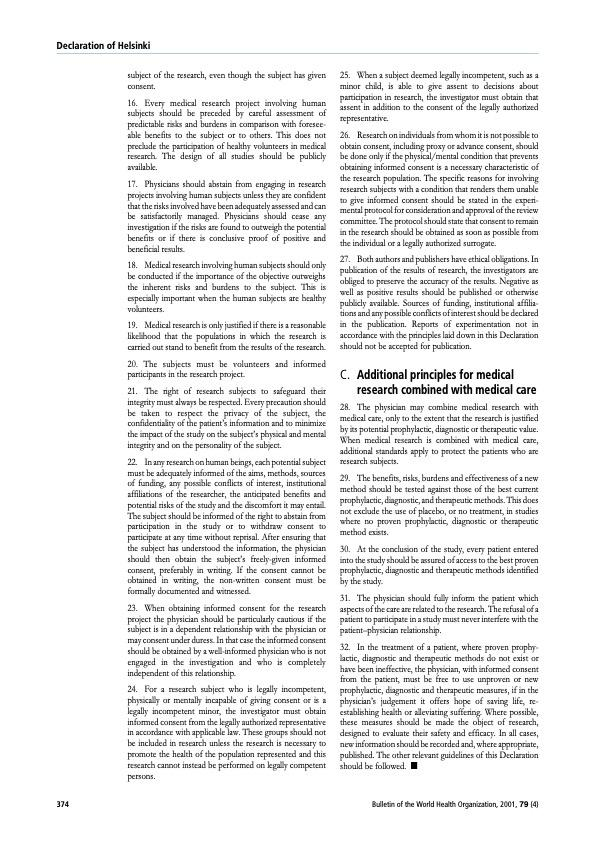 Declaration of Helsinki
subject of the research, even though the subject has given
consent.
16. Every medical research project involving human
subjects should be preceded by careful assessment of
predictable risks and burdens in comparison with foresee-
able benefits to the subject or to others. This does not
preclude the participation of healthy volunteers in medical
research. The design of all studies should be publicly
available.
17. Physicians should abstain from engaging in research
projects involving human subjects unless they are confident
that the risks involved have been adequately assessed and can
be satisfactorily managed. Physicians should cease any
investigation if the risks are found to outweigh the potential
benefits or if there is conclusive proof of positive and
beneficial results.
18. Medical research involving human subjects should only
be conducted if the importance of the objective outweighs
the inherent risks and burdens to the subject. This is
especially important when the human subjects are healthy
volunteers.
19. Medical research is only justified if there is a reasonable
likelihood that the populations in which the research is
carried out stand to benefit from the results of the research.
20. The subjects must be volunteers and informed
participants in the research project.
21. The right of research subjects to safeguard their
integrity must always be respected. Every precaution should
be taken to respect the privacy of the subject, the
confidentiality of the patient's information and to minimize
the impact of the study on the subject's physical and mental
integrity and on the personality of the subject.
22. In any research on human beings, each potential subject
must be adequately informed of the aims, methods, sources
of funding, any possible conflicts of interest, institutional
affiliations of the researcher, the anticipated benefits and
potential risks of the study and the discomfort it may entail.
The subject should be informed of the right to abstain from
participation in the study or to withdraw consent to
participate at any time without reprisal. After ensuring that
the subject has understood the information, the physician
should then obtain the subject's freely-given informed
consent, preferably in writing. If the consent cannot be
obtained in writing, the non-written consent must be
formally documented and witnessed.
23. When obtaining informed consent for the research
project the physician should be particularly cautious if the
subject is in a dependent relationship with the physician or
may consent under duress. In that case the informed consent
should be obtained by a well-informed physician who is not
engaged in the investigation and who is completely
independent of this relationship.
24. For a research subject who is legally incompetent,
physically or mentally incapable of giving consent or is a
legally incompetent minor, the investigator must obtain
informed consent from the legally authorized representative
in accordance with applicable law. These groups should not
be included in research unless the research is necessary to
promote the health of the population represented and this
research cannot instead be performed on legally competent
persons.
25. When a subject deemed legally incompetent, such as a
minor child, is able to give assent to decisions about
participation in research, the investigator must obtain that
assent in addition to the consent of the legally authorized
representative.
26. Research on individuals from whom it is not possible to
obtain consent, including proxy or advance consent, should
be done only if the physical/mental condition that prevents
obtaining informed consent is a necessary characteristic of
the research population. The specific reasons for involving
research subjects with a condition that renders them unable
to give informed consent should be stated in the experi-
mental protocol for consideration and approval of the review
committee. The protocol should state that consent to remain
in the research should be obtained as soon as possible from
the individual or a legally authorized surrogate.
27. Both authors and publishers have ethical obligations. In
publication of the results of research, the investigators are
obliged to preserve the accuracy of the results. Negative as
well as positive results should be published or otherwise
publicly available. Sources of funding, institutional affilia-
tions and any possible conflicts of interest should be declared
in the publication. Reports of experimentation not in
accordance with the principles laid down in this Declaration
should not be accepted for publication.
C. Additional principles for medical
research combined with medical care
28. The physician may combine medical research with
medical care, only to the extent that the research is justified
by its potential prophylactic, diagnostic or therapeutic value.
When medical research is combined with medical care,
additional standards apply to protect the patients who are
research subjects.
29. The benefits, risks, burdens and effectiveness of a new
method should be tested against those of the best current
prophylactic, diagnostic, and therapeutic methods. This does
not exclude the use of placebo, or no treatment, in studies
where no proven prophylactic, diagnostic or therapeutic
method exists.
30. At the conclusion of the study, every patient entered
into the study should be assured of access to the best proven
prophylactic, diagnostic and therapeutic methods identified
by the study.
31. The physician should fully inform the patient which
aspects of the care are related to the research. The refusal of a
patient to participate in a study must never interfere with the
patient–physician relationship.
32. In the treatment of a patient, where proven prophy-
lactic, diagnostic and therapeutic methods do not exist or
have been ineffective, the physician, with informed consent
from the patient, must be free to use unproven or new
prophylactic, diagnostic and therapeutic measures, if in the
physician's judgement it offers hope of saving life, re-
establishing health or alleviating suffering. Where possible,
these measures should be made the object of research,
designed to evaluate their safety and efficacy. In all cases,
new information should be recorded and, where appropriate,
published. The other relevant guidelines of this Declaration
should be followed. ■
374
Bulletin of the World Health Organization, 2001, 79 (4)